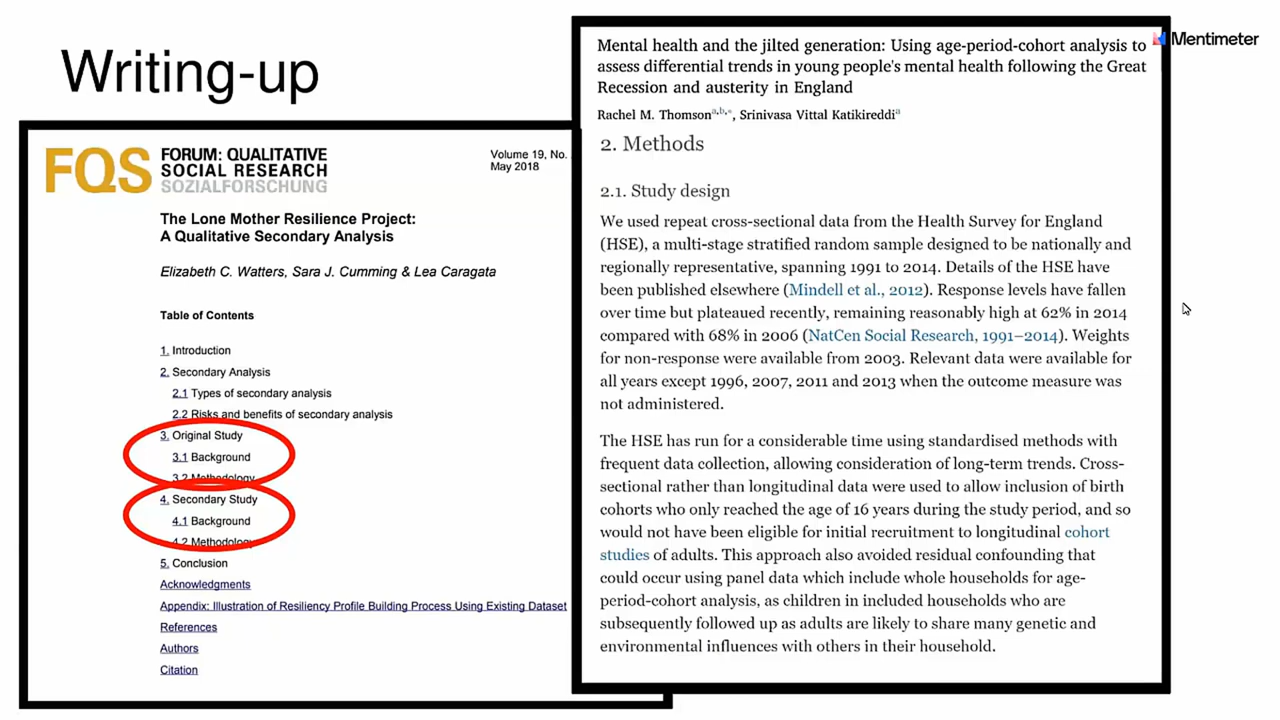 Writing-up
FQS
FORUM: QUALITATIVE
SOCIAL RESEARCH
SOZIALFORSCHUNG
Volume 19, No.
May 2018
The Lone Mother Resilience Project:
A Qualitative Secondary Analysis
Elizabeth C. Watters, Sara J. Cumming & Lea Caragata
Table of Contents
1. Introduction
2. Secondary Analysis
2.1 Types of secondary analysis
2.2 Risks and benefits of secondary analysis
3. Original Study
3.1 Background
3.2 Methodology
4. Secondary Study
4.1 Background
4.2 Methodology
5. Conclusion
Acknowledgments
Appendix: Illustration of Resiliency Profile Building Process Using Existing Dataset
References
Authors
Citation
Mental health and the jilted generation: Using age-period-cohort analysis to
assess differential trends in young people's mental health following the Great
Recession and austerity in England
Rachel M. Thomson a,b,*, Srinivasa Vittal Katikireddi a
2. Methods
2.1. Study design
We used repeat cross-sectional data from the Health Survey for England
(HSE), a multi-stage stratified random sample designed to be nationally and
regionally representative, spanning 1991 to 2014. Details of the HSE have
been published elsewhere (Mindell et al., 2012). Response levels have fallen
over time but plateaued recently, remaining reasonably high at 62% in 2014
compared with 68% in 2006 (NatCen Social Research, 1991–2014). Weights
for non-response were available from 2003. Relevant data were available for
all years except 1996, 2007, 2011 and 2013 when the outcome measure was
not administered.
The HSE has run for a considerable time using standardised methods with
frequent data collection, allowing consideration of long-term trends. Cross-
sectional rather than longitudinal data were used to allow inclusion of birth
cohorts who only reached the age of 16 years during the study period, and so
would not have been eligible for initial recruitment to longitudinal cohort
studies of adults. This approach also avoided residual confounding that
could occur using panel data which include whole households for age-
period-cohort analysis, as children in included households who are
subsequently followed up as adults are likely to share many genetic and
environmental influences with others in their household.
Mentimeter